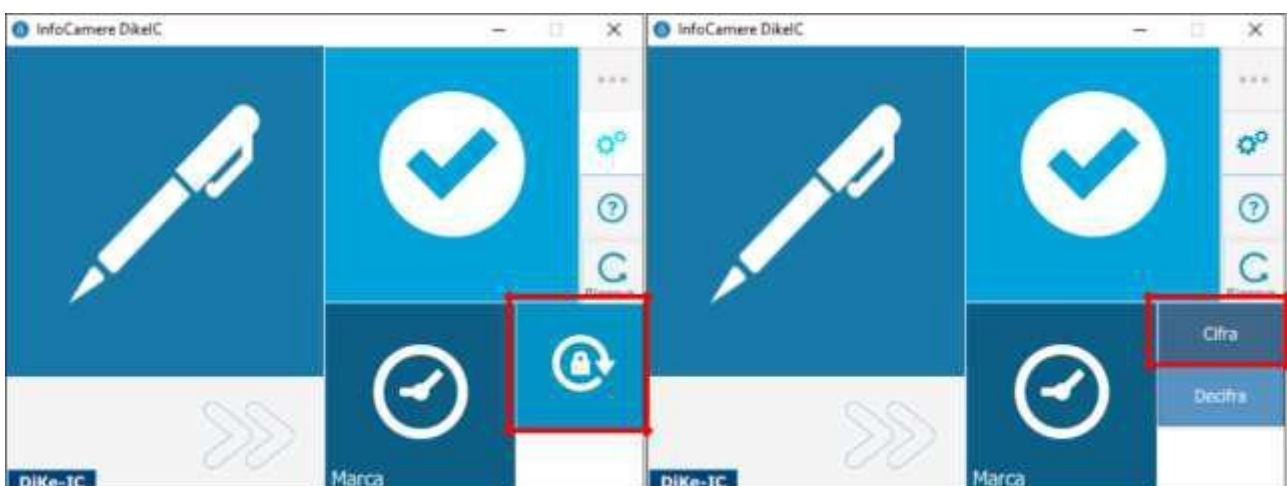 InfoCamere DikeIC
InfoCamere DikeIC
Cifra
Decifra
Marca
Marca
DiKe-IC
DiKe-IC